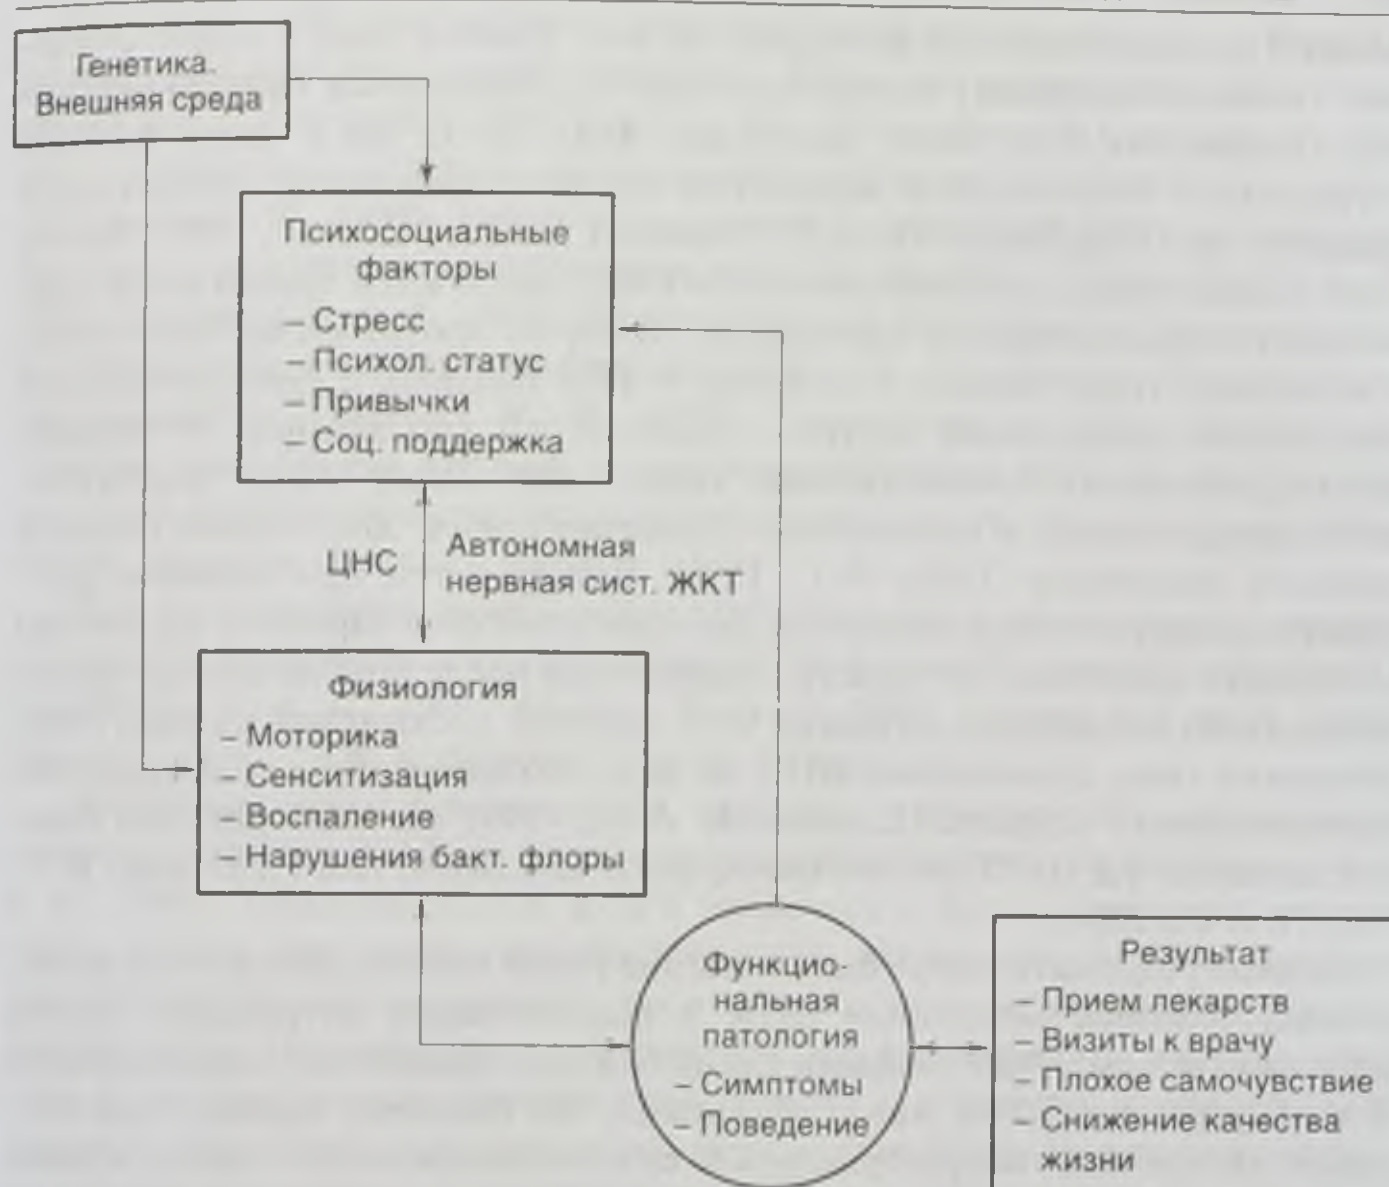 Генетика.
Внешняя среда
Психосоциальные
факторы
– Стресс
– Психол. статус
– Привычки
– Соц. поддержка
ЦНС
Автономная
нервная сист. ЖКТ
Физиология
– Моторика
– Сенситизация
– Воспаление
– Нарушения бакт. флоры
Функцио-
нальная
патология
– Симптомы
– Поведение
Результат
– Прием лекарств
– Визиты к врачу
– Плохое самочувствие
– Снижение качества
жизни